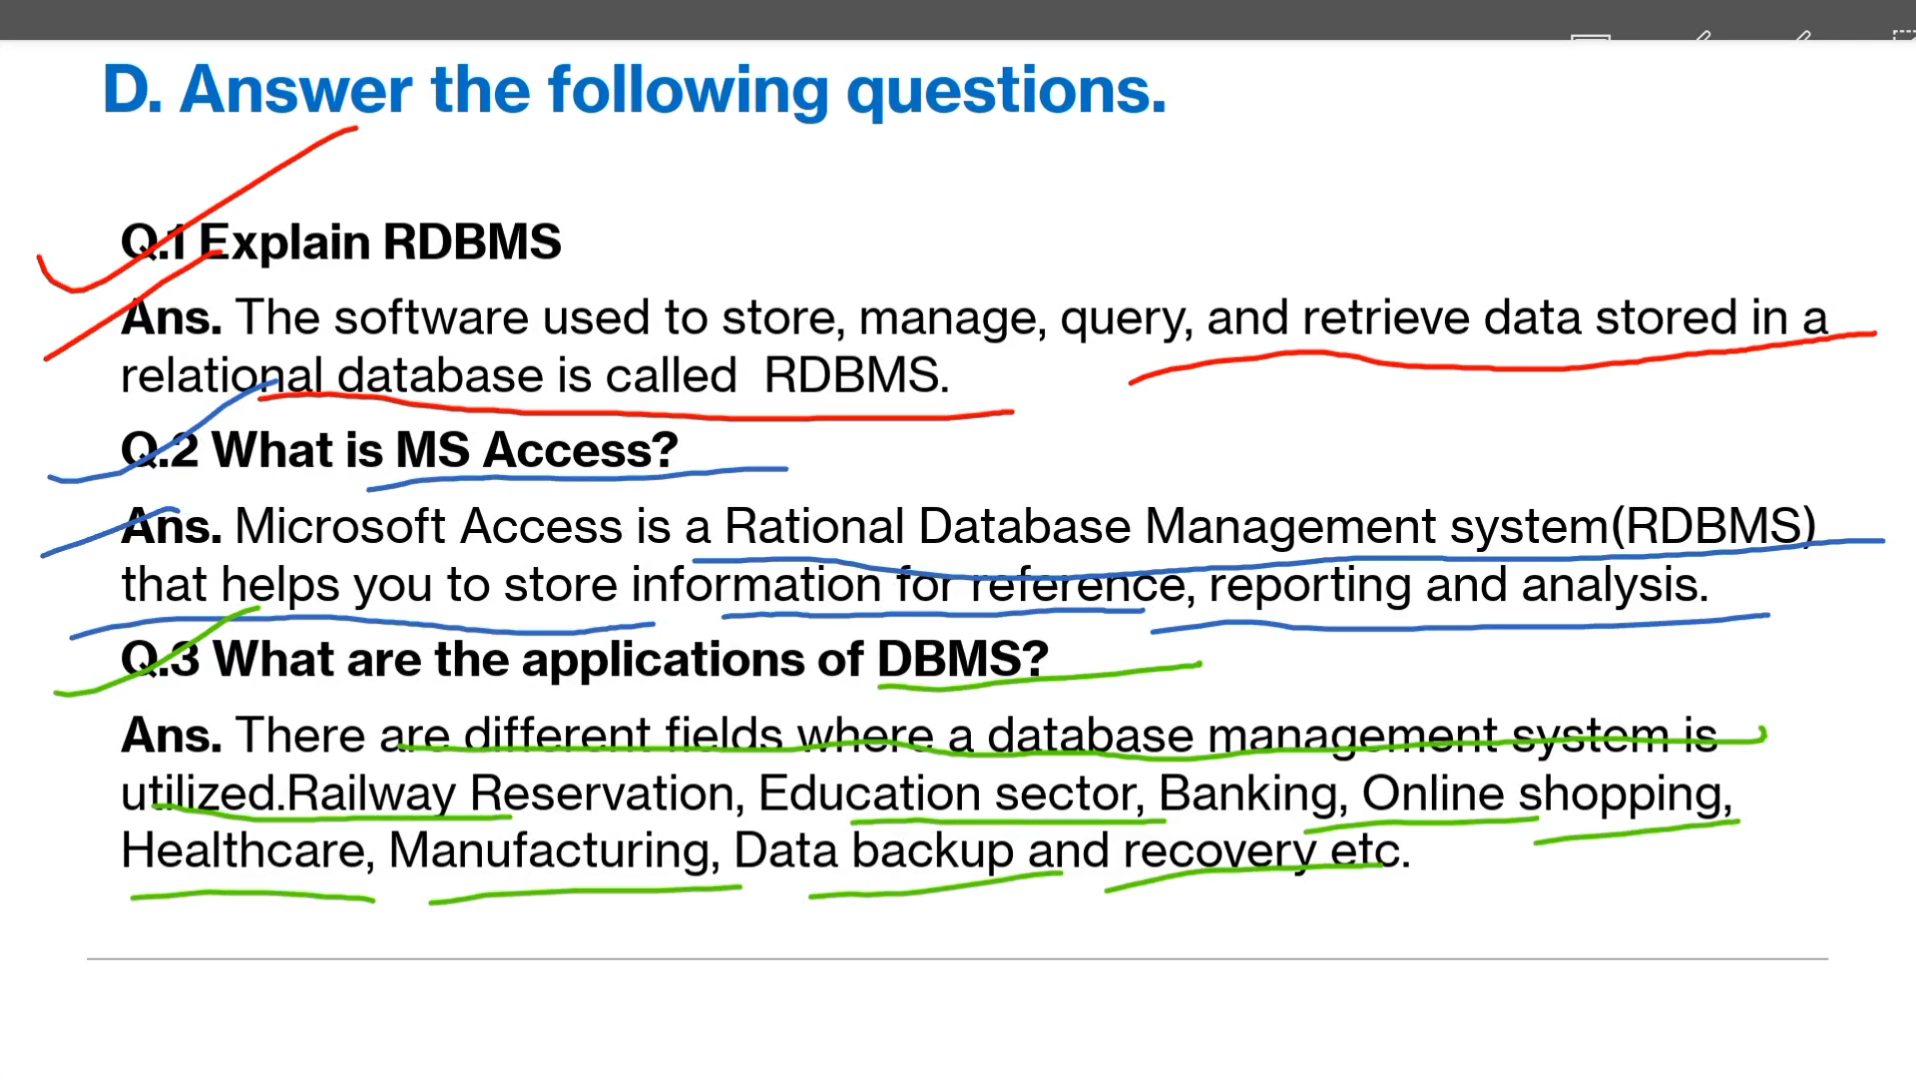 D. Answer the following questions.
Q.1 Explain RDBMS
Ans. The software used to store, manage, query, and retrieve data stored in a
relational database is called RDBMS.
Q.2 What is MS Access?
Ans. Microsoft Access is a Rational Database Management system(RDBMS)
that helps you to store information for reference, reporting and analysis.
Q.3 What are the applications of DBMS?
Ans. There are different fields where a database management system is
utilized.Railway Reservation, Education sector, Banking, Online shopping,
Healthcare, Manufacturing, Data backup and recovery etc.